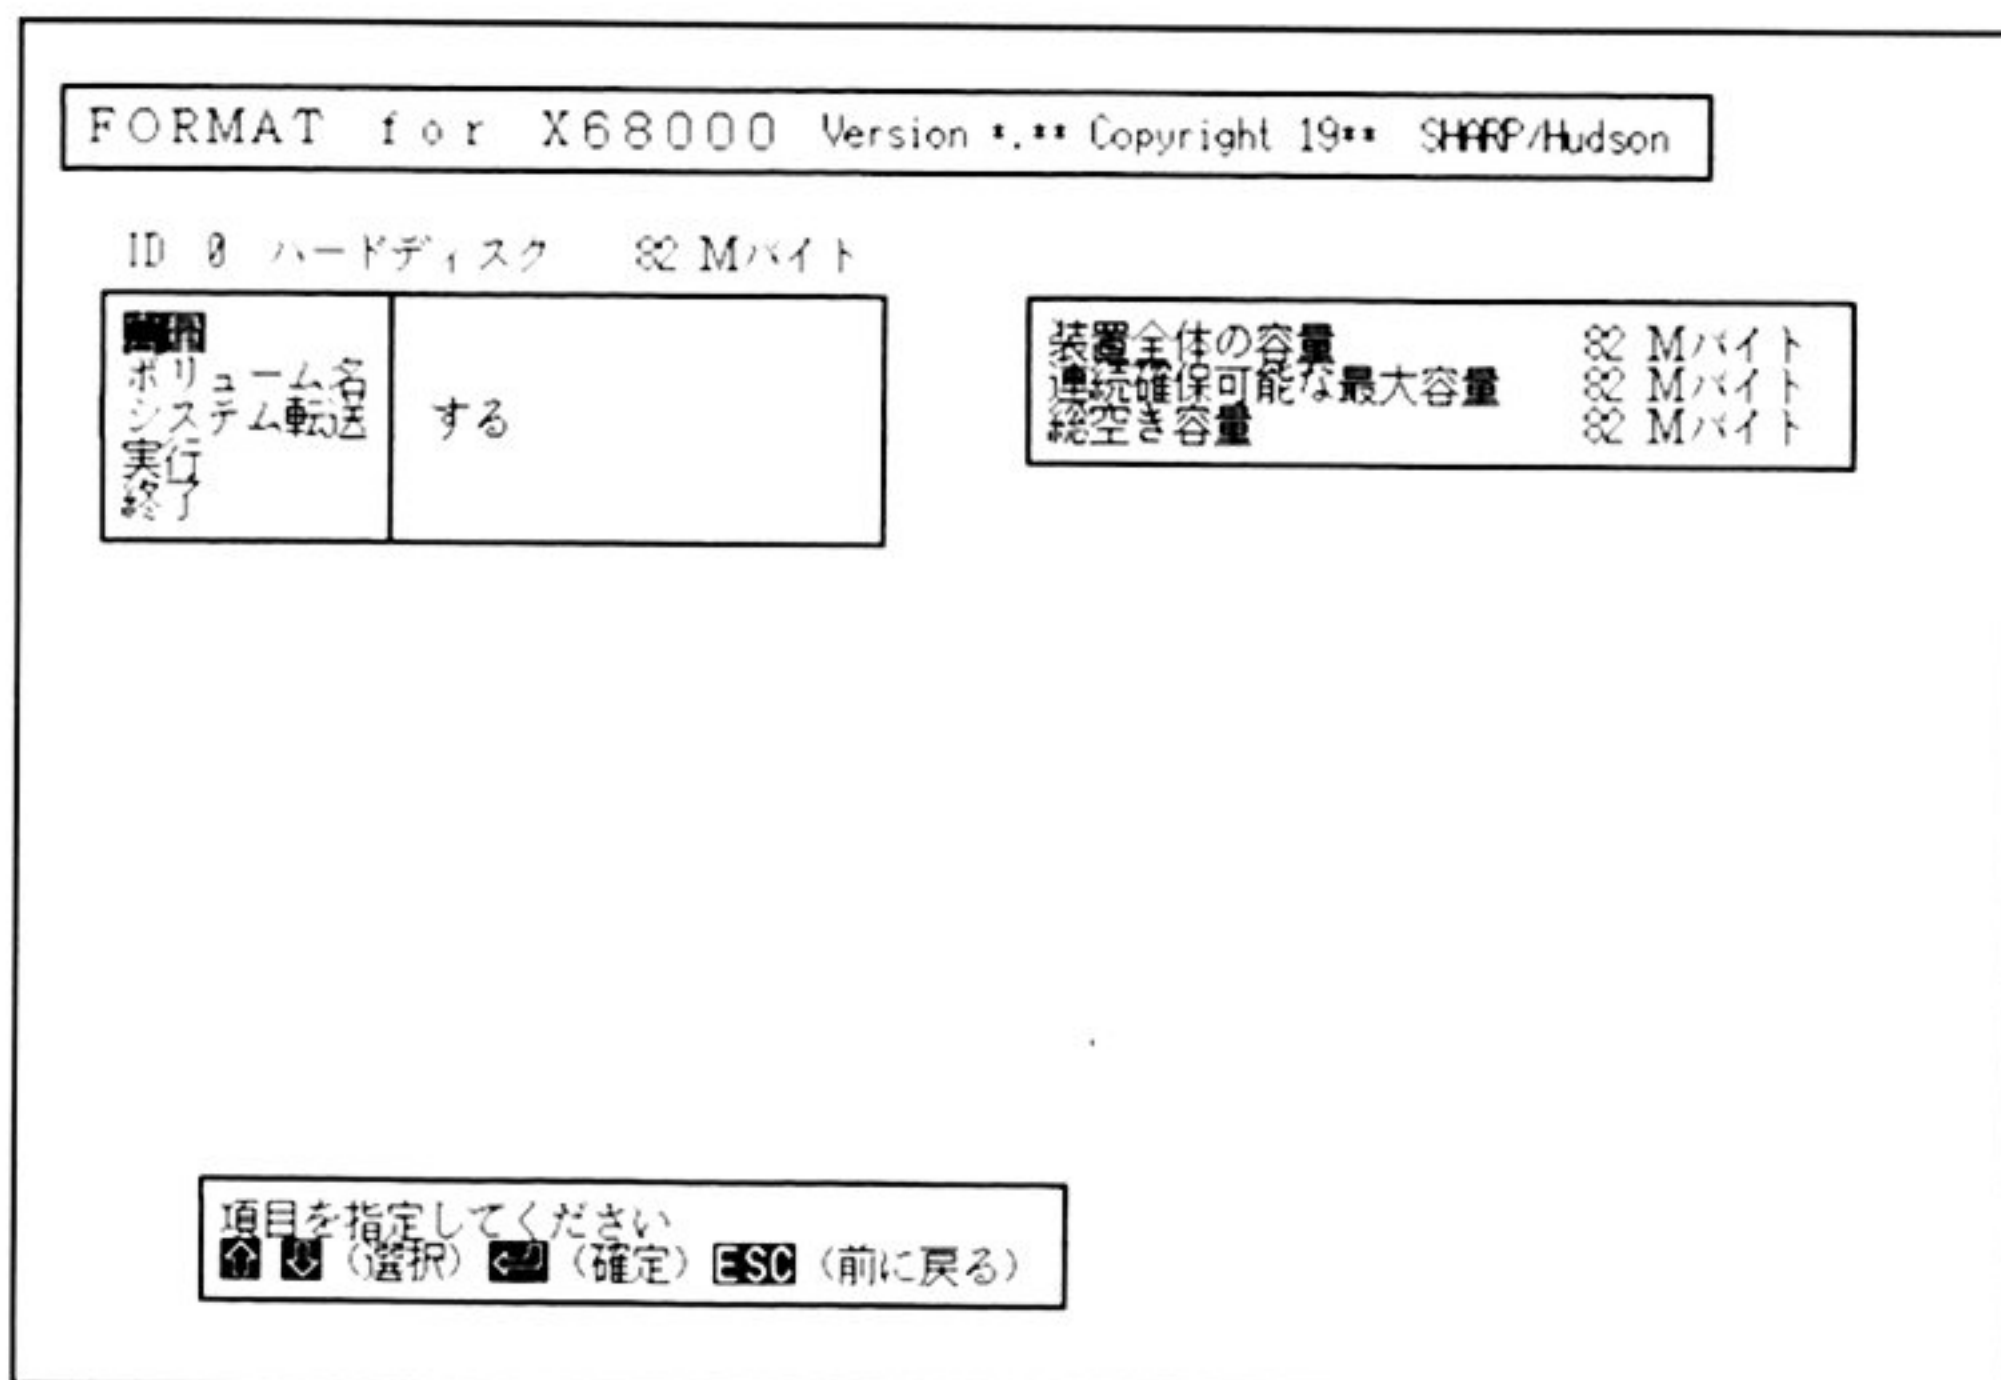 FORMAT for X68000 Version *.** Copyright 19** SHARP/Hudson
ID 0 ハードディスク 82 Mバイト
ボリューム名
システム転送 する
実行
終了
装置全体の容量 82 Mバイト
連続確保可能な最大容量 82 Mバイト
総空き容量 82 Mバイト
項目を指定してください
⇧ ⇩ (選択) ↵ (確定) ESC (前に戻る)